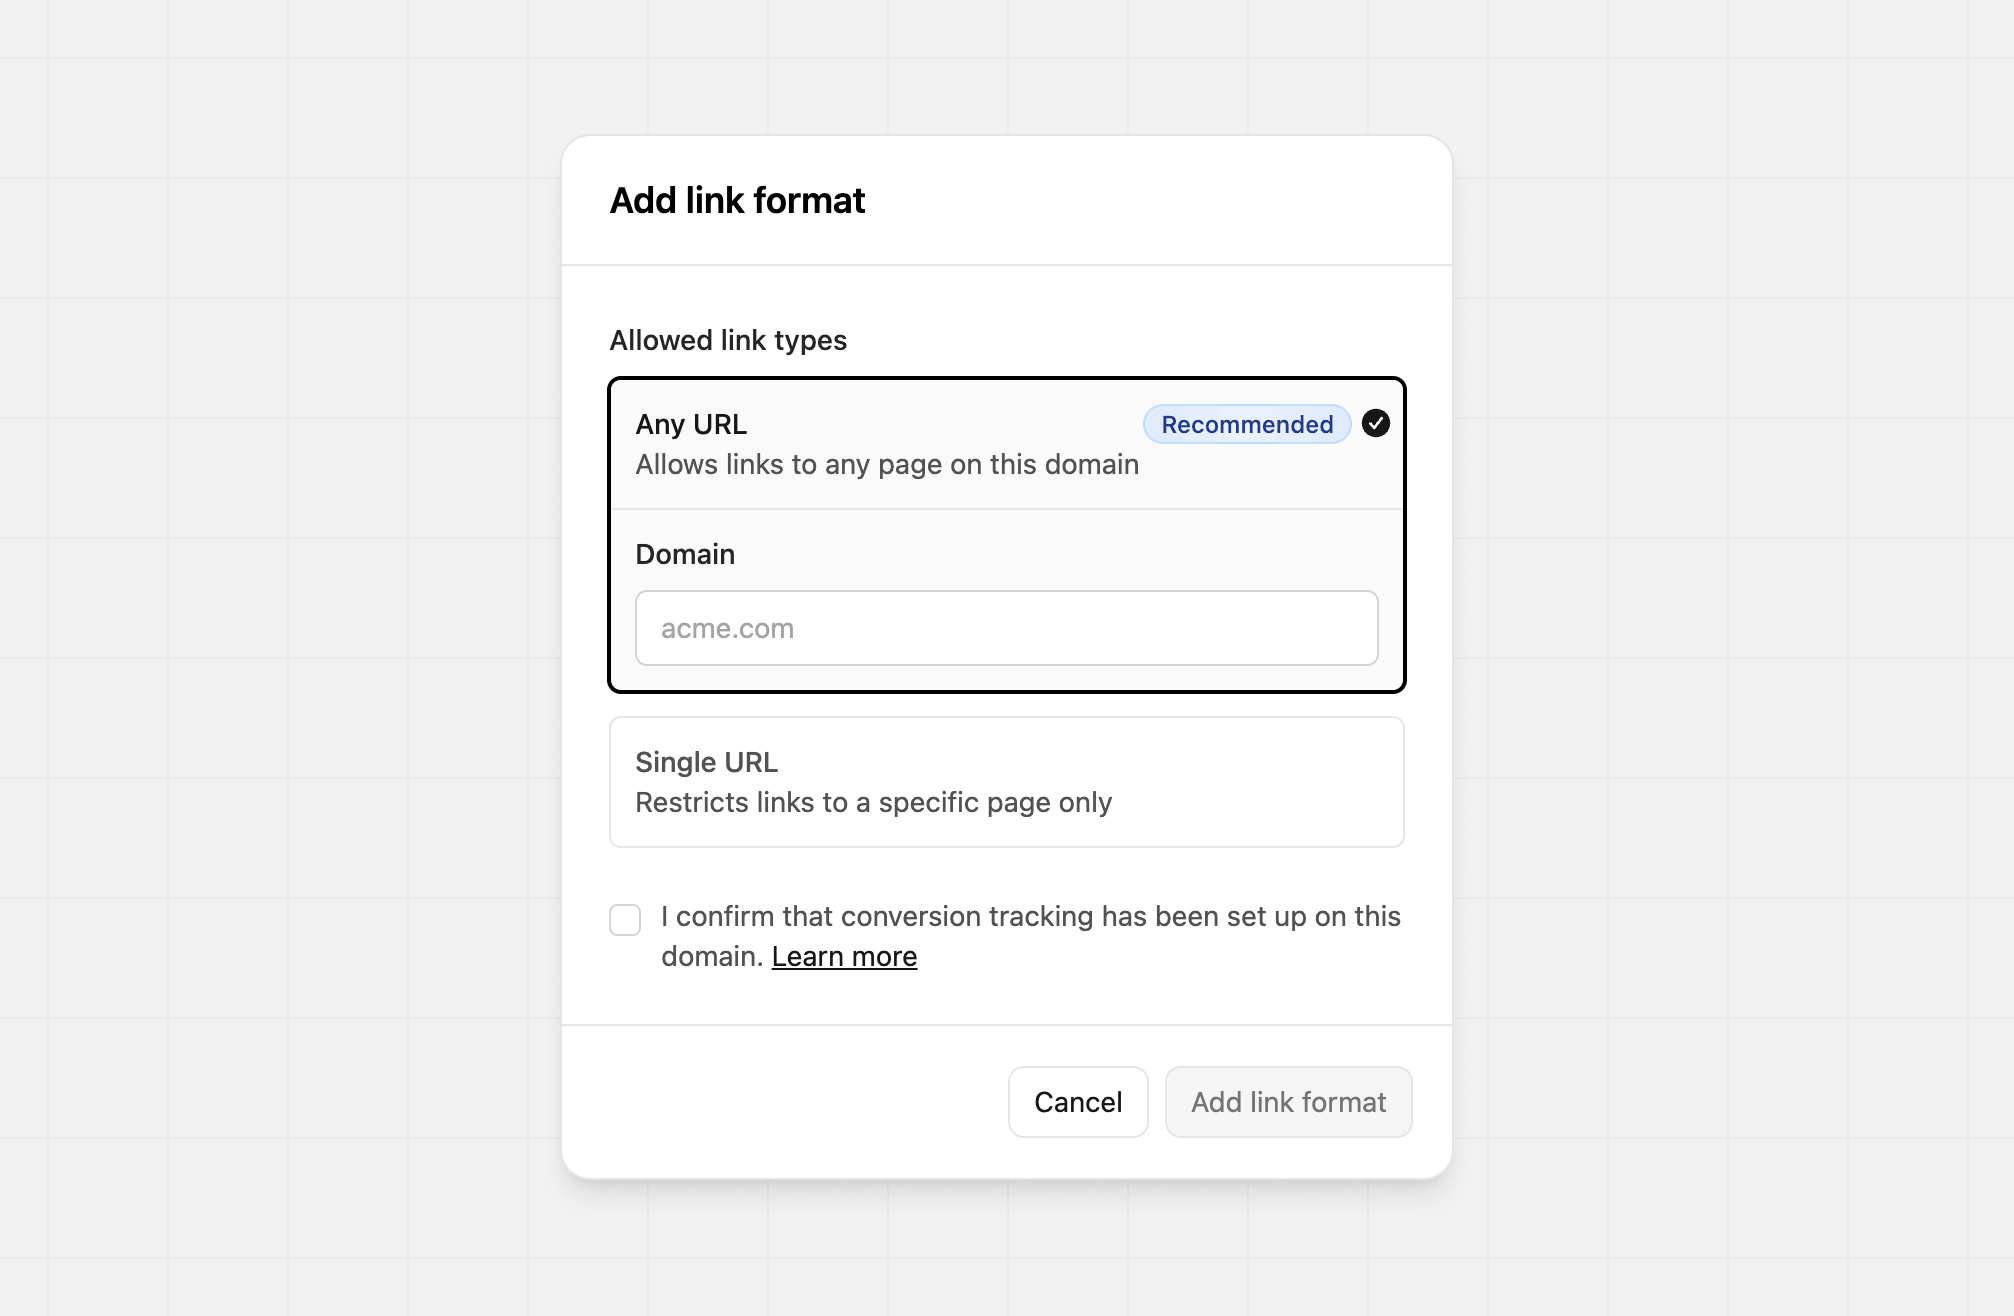 Add link format
Allowed link types
Any URL
Recommended
Allows links to any page on this domain
Domain
acme.com
Single URL
Restricts links to a specific page only
I confirm that conversion tracking has been set up on this
domain. Learn more
Cancel
Add link format